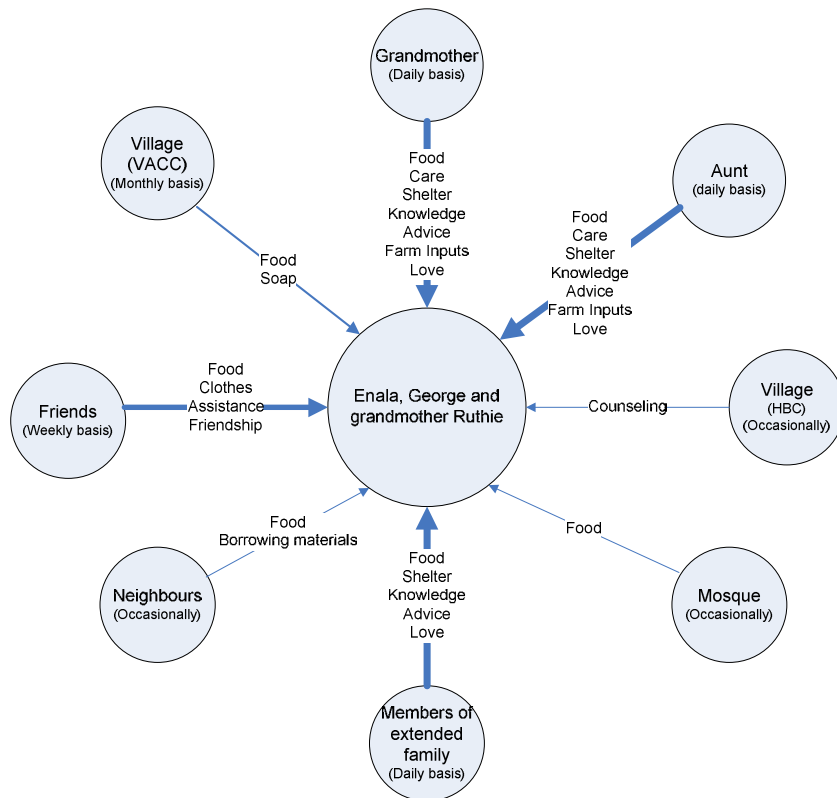 Grandmother
(Daily basis)
Food
Care
Shelter
Knowledge
Advice
Farm Inputs
Love
Village
(VACC)
(Monthly basis)
Food
Soap
Aunt
(daily basis)
Food
Care
Shelter
Knowledge
Advice
Farm Inputs
Love
Friends
(Weekly basis)
Food
Clothes
Assistance
Friendship
Enala, George and
grandmother Ruthie
Village
(HBC)
(Occasionally)
Counseling
Neighbours
(Occasionally)
Food
Borrowing materials
Mosque
(Occasionally)
Food
Food
Shelter
Knowledge
Advice
Love
Members of
extended
family
(Daily basis)